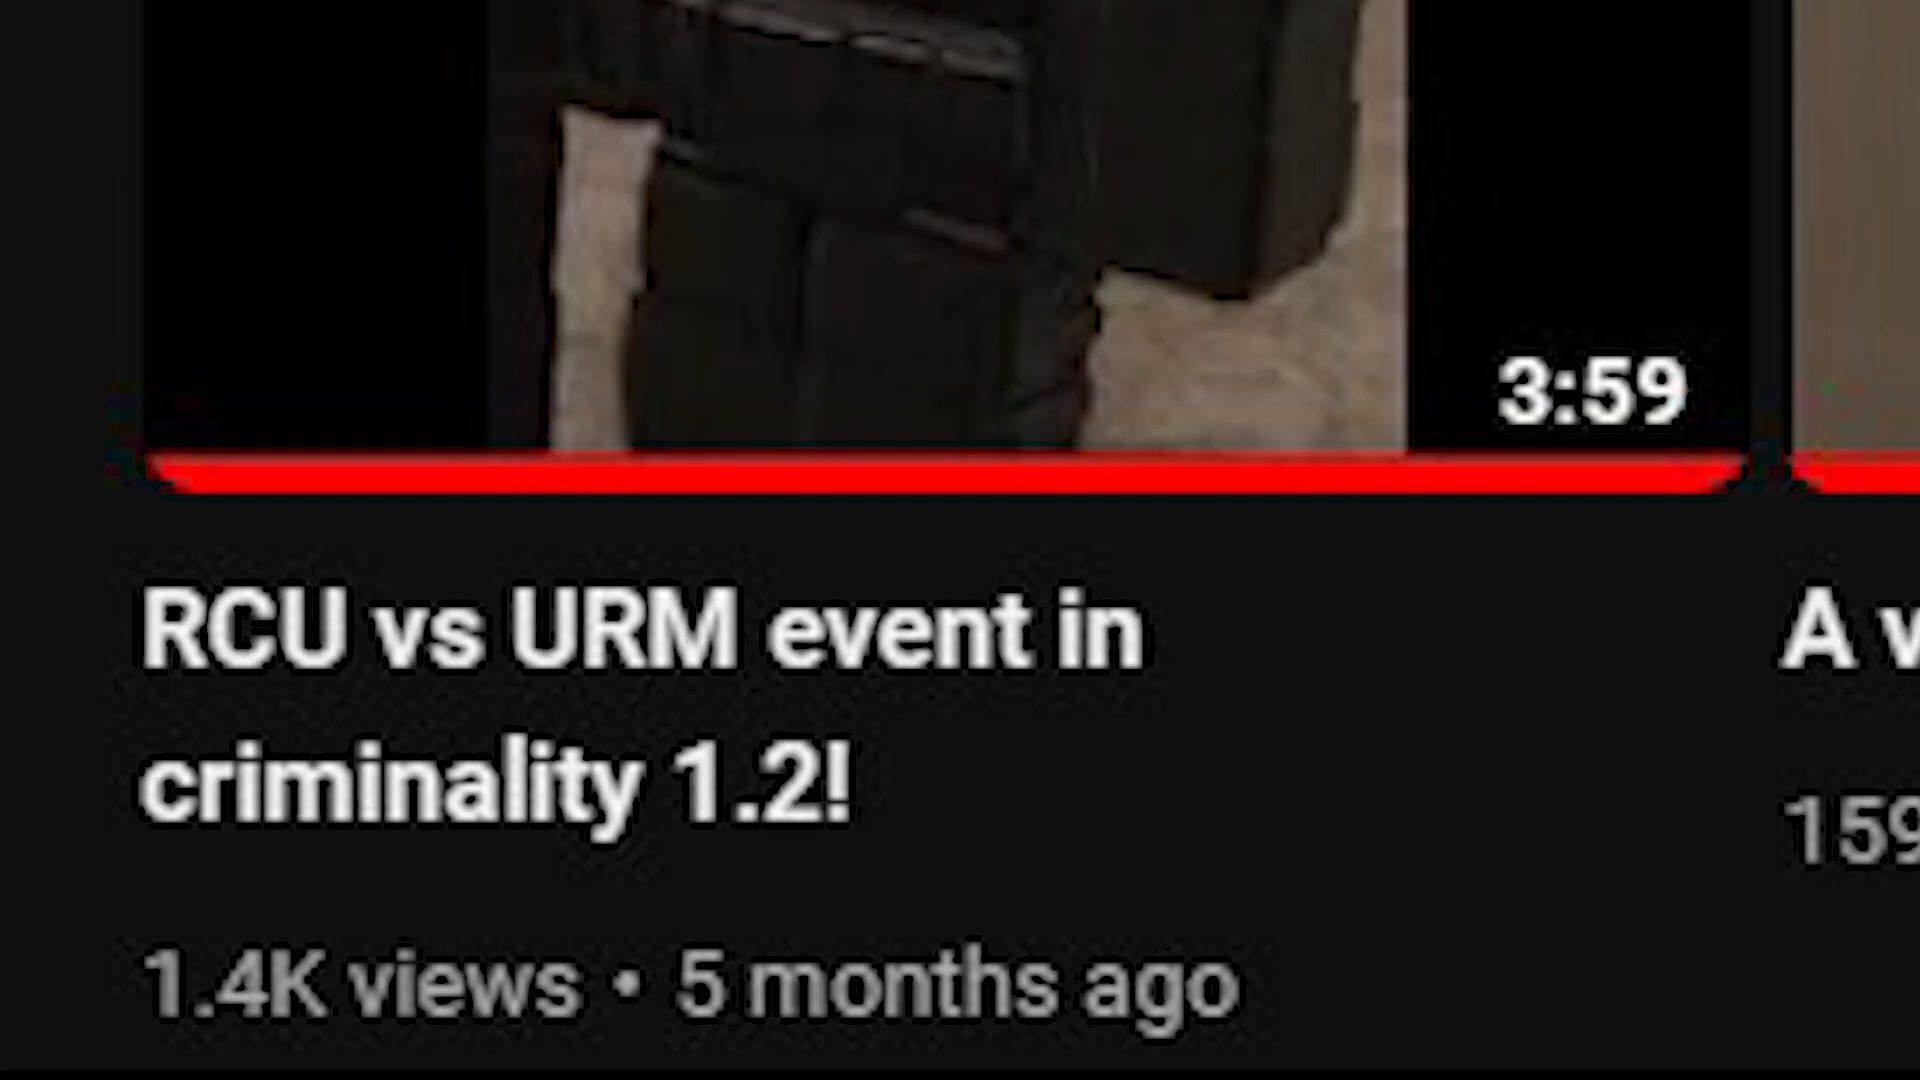 3:59
RCU vs URM event in
criminality 1.2!
1.4K views • 5 months ago
A